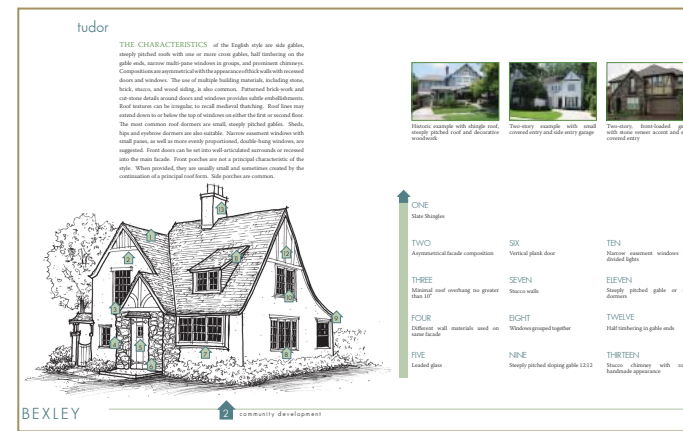 tudor
THE CHARACTERISTICS of the English style are side gables,
steeply pitched roofs with one or more cross gables, half timbering on the
gable ends, narrow multi-pane windows in groups, and prominent chimneys.
Compositions are asymmetrical with the appearance of thick walls with recessed
doors and windows. The use of multiple building materials, including stone,
brick, stucco, and wood siding, is also common. Patterned brick-work and
cut-stone details around doors and windows provides subtle embellishments.
Roof textures can be irregular, to recall medieval thatching. Roof lines may
extend down to or below the top of windows on either the first or second floor.
The most common roof dormers are small, steeply pitched gables. Sheds,
hips and eyebrow dormers are also suitable. Narrow easement windows with
small panes, as well as more evenly proportioned, double-hung windows, are
suggested. Front doors can be set into well-articulated surrounds or recessed
into the main facade. Front porches are not a principal characteristic of the
style. When provided, they are usually small and sometimes created by the
continuation of a principal roof form. Side porches are common.
Historic example with shingle roof,
steeply pitched roof and decorative
woodwork
Two-story example with small
covered entry and side entry garage
Two-story, front-loaded
with stone veneer accent and
covered entry
ONE
Slate Shingles
TWO
Asymmetrical facade composition
THREE
Minimal roof overhang no greater
than 10"
FOUR
Different wall materials used on
same facade
FIVE
Leaded glass
SIX
Vertical plank door
SEVEN
Stucco walls
EIGHT
Windows grouped together
NINE
Steeply pitched sloping gable 12:12
TEN
Narrow easement windows
divided lights
ELEVEN
Steeply pitched gable or
dormers
TWELVE
Half timbering in gable ends
THIRTEEN
Stucco chimney with
handmade appearance
13
1
2
11
12
10
3
9
4
5
7
8
6
BEXLEY
2 community development